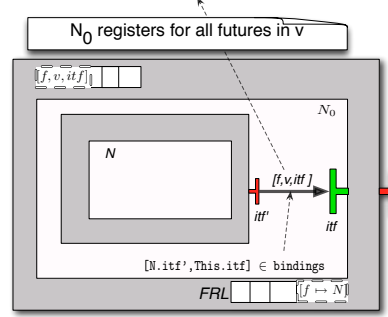 N0 registers for all futures in v
[f, v, itf]
N0
N
[f,v,itf ]
itf'
itf
[N.itf',This.itf] ∈ bindings
FRL
[f ↦ N]